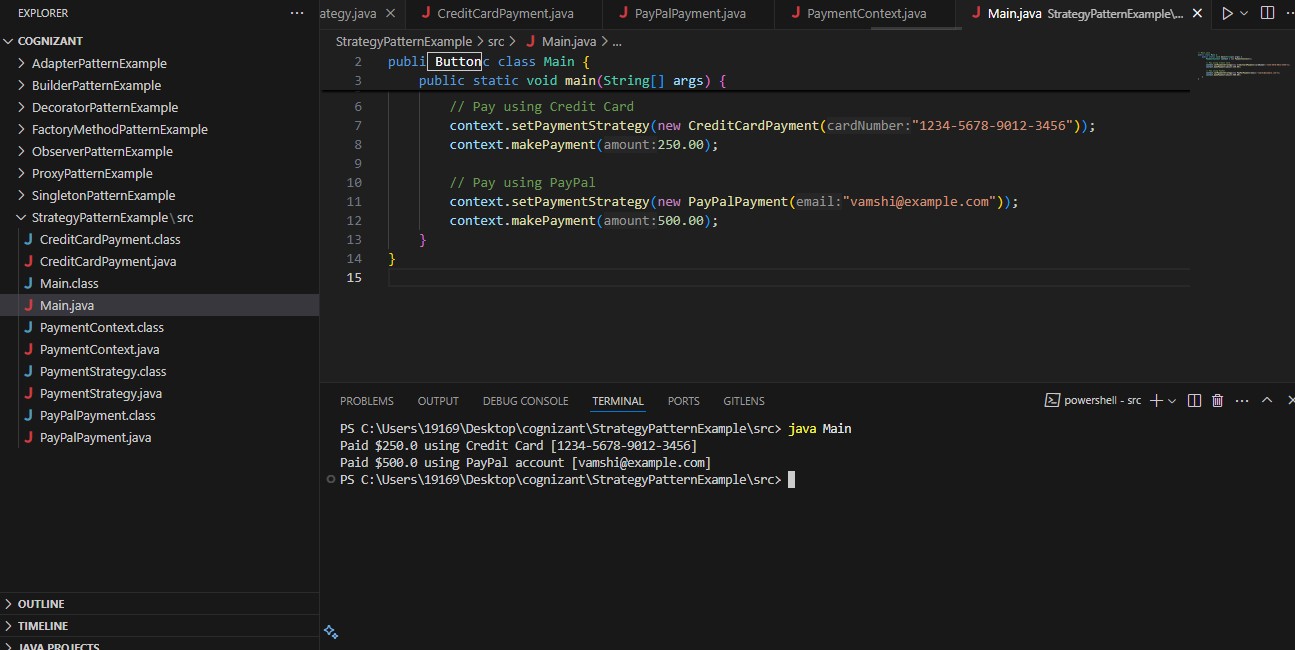 EXPLORER
COGNIZANT
AdapterPatternExample
BuilderPatternExample
DecoratorPatternExample
FactoryMethodPatternExample
ObserverPatternExample
ProxyPatternExample
SingletonPatternExample
StrategyPatternExample\src
CreditCardPayment.class
CreditCardPayment.java
Main.class
Main.java
PaymentContext.class
PaymentContext.java
PaymentStrategy.class
PaymentStrategy.java
PayPalPayment.class
PayPalPayment.java
OUTLINE
TIMELINE
JAVA PROJECTS
ategy.java CreditCardPayment.java PayPalPayment.java PaymentContext.java Main.java StrategyPatternExample\...
StrategyPatternExample > src > Main.java > ...
2 publi Button c class Main {
3 public static void main(String[] args) {
6 // Pay using Credit Card
7 context.setPaymentStrategy(new CreditCardPayment(cardNumber:"1234-5678-9012-3456"));
8 context.makePayment(amount:250.00);
9
10 // Pay using PayPal
11 context.setPaymentStrategy(new PayPalPayment(email:"vamshi@example.com"));
12 context.makePayment(amount:500.00);
13 }
14 }
15
PROBLEMS OUTPUT DEBUG CONSOLE TERMINAL PORTS GITLENS powershell - src
PS C:\Users\19169\Desktop\cognizant\StrategyPatternExample\src> java Main
Paid $250.0 using Credit Card [1234-5678-9012-3456]
Paid $500.0 using PayPal account [vamshi@example.com]
PS C:\Users\19169\Desktop\cognizant\StrategyPatternExample\src>